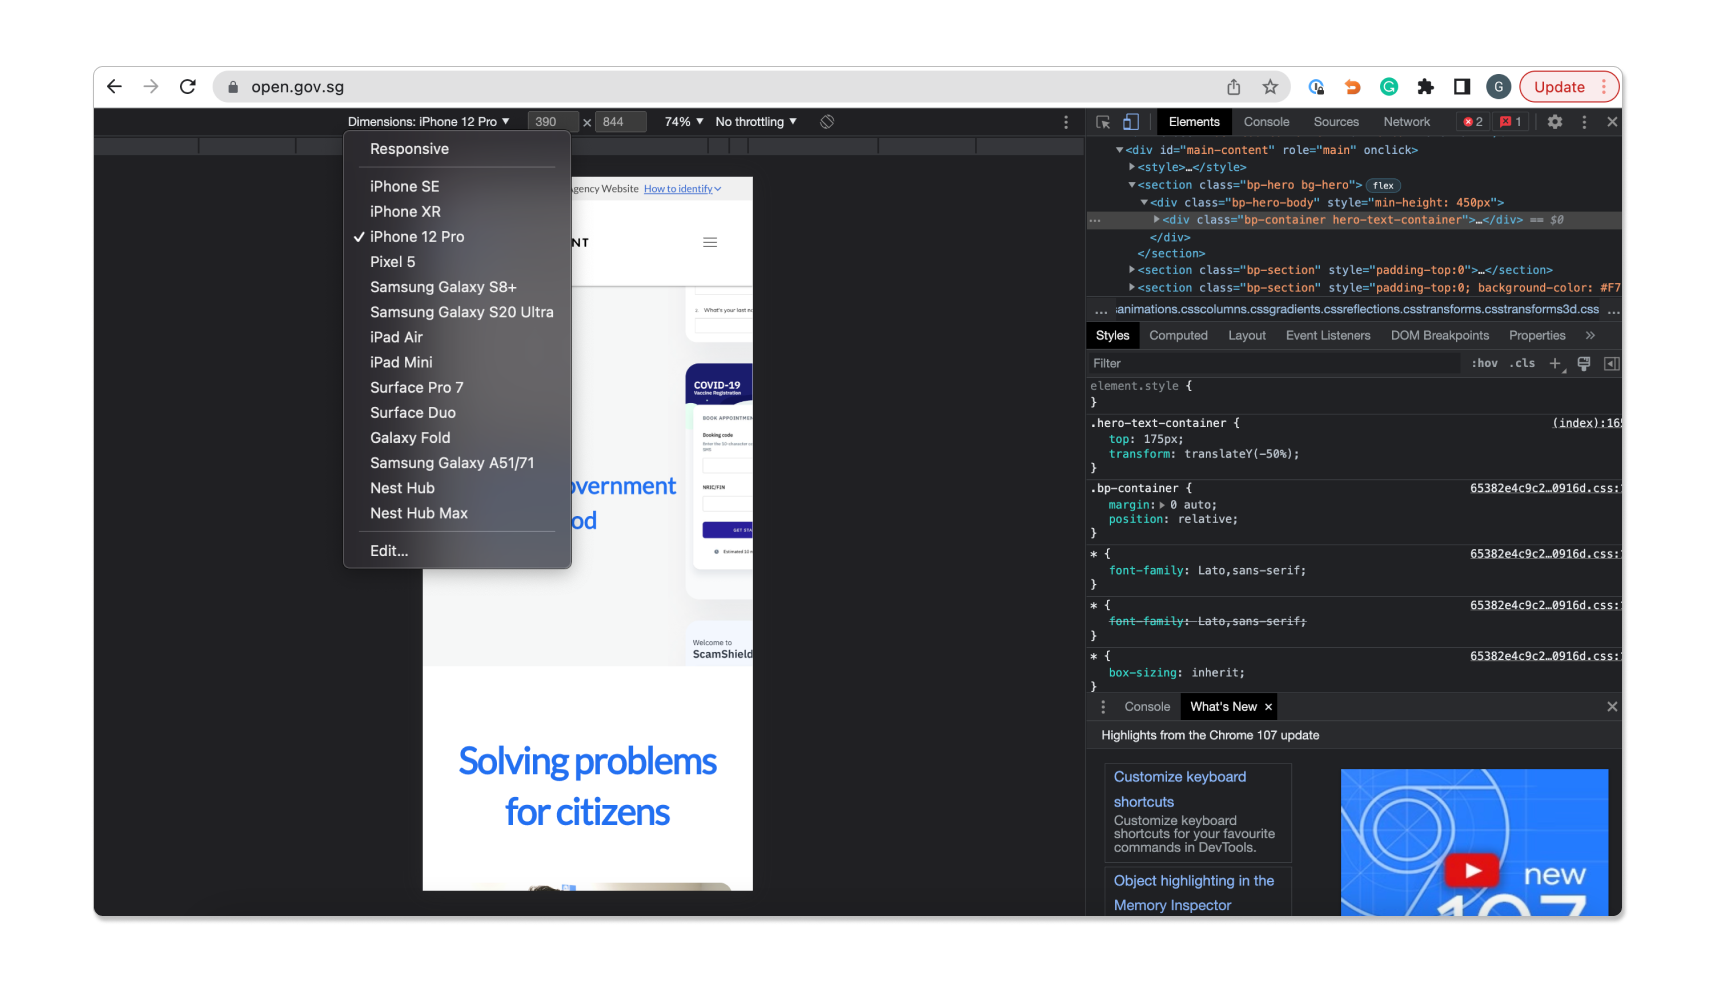 open.gov.sg
G
Update
Dimensions: iPhone 12 Pro
390
×
844
74%
No throttling
Elements
Console
Sources
Network
2
1
Responsive
iPhone SE
iPhone XR
iPhone 12 Pro
Pixel 5
Samsung Galaxy S8+
Samsung Galaxy S20 Ultra
iPad Air
iPad Mini
Surface Pro 7
Surface Duo
Galaxy Fold
Samsung Galaxy A51/71
Nest Hub
Nest Hub Max
Edit...
gency Website How to identify
NT
What's your last n
COVID-19
Vaccine Registration
BOOK APPOINTMEN
Booking code
NRIC/FIN
GET STA
Estimated 10 m
vernment
od
Welcome to
ScamShield
Solving problems
for citizens
<div id="main-content" role="main" onclick>
<style>…</style>
<section class="bp-hero bg-hero"> flex
<div class="bp-hero-body" style="min-height: 450px">
<div class="bp-container hero-text-container">…</div> == $0
</div>
</section>
<section class="bp-section" style="padding-top:0">…</section>
<section class="bp-section" style="padding-top:0; background-color: #F7
... animations.csscolumns.cssgradients.cssreflections.csstransforms.csstransforms3d.css ...
Styles
Computed
Layout
Event Listeners
DOM Breakpoints
Properties
Filter
:hov .cls
element.style {
}
.hero-text-container { (index):165
top: 175px;
transform: translateY(-50%);
}
.bp-container { 65382e4c9c2…0916d.css:
margin: 0 auto;
position: relative;
}
* { 65382e4c9c2…0916d.css:
font-family: Lato,sans-serif;
}
* { 65382e4c9c2…0916d.css:
font-family: Lato,sans-serif;
}
* { 65382e4c9c2…0916d.css:
box-sizing: inherit;
}
Console
What's New
Highlights from the Chrome 107 update
Customize keyboard
shortcuts
Customize keyboard
shortcuts for your favourite
commands in DevTools.
Object highlighting in the
Memory Inspector
new
107